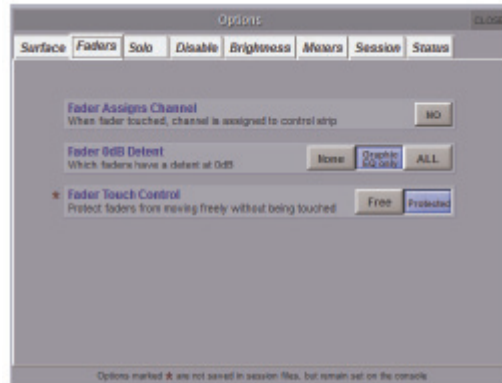 Options
CLOSE
Surface Faders Solo Disable Brightness Meters Session Status
Fader Assigns Channel
When fader touched, channel is assigned to control strip
NO
Fader 0dB Detent
Which faders have a detent at 0dB
None
Graphic
EQ only
ALL
* Fader Touch Control
Protect faders from moving freely without being touched
Free
Protected
Options marked * are not saved in session files, but remain set on the console